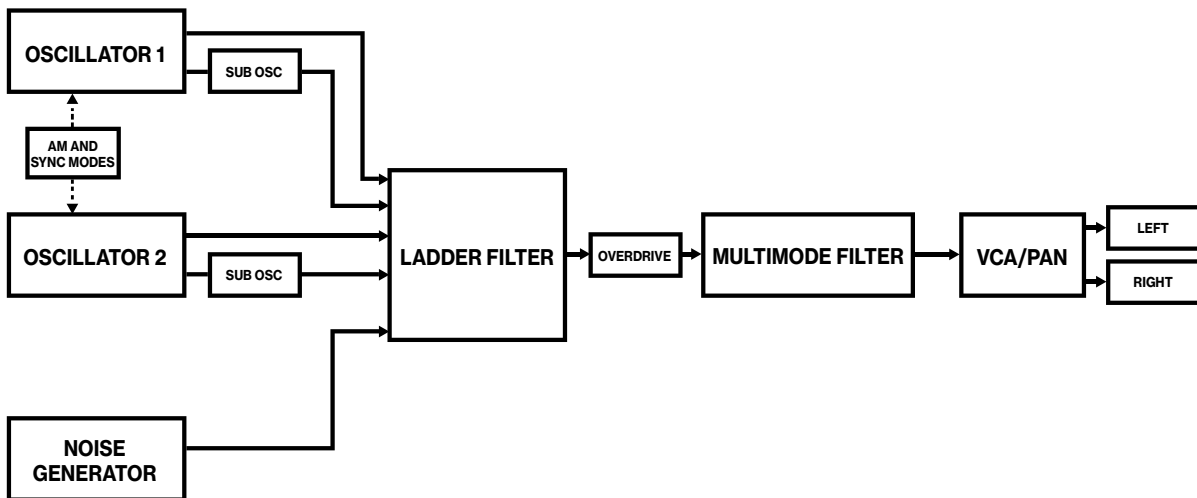 OSCILLATOR 1
SUB OSC
AM AND
SYNC MODES
OSCILLATOR 2
SUB OSC
NOISE
GENERATOR
LADDER FILTER
OVERDRIVE
MULTIMODE FILTER
VCA/PAN
LEFT
RIGHT